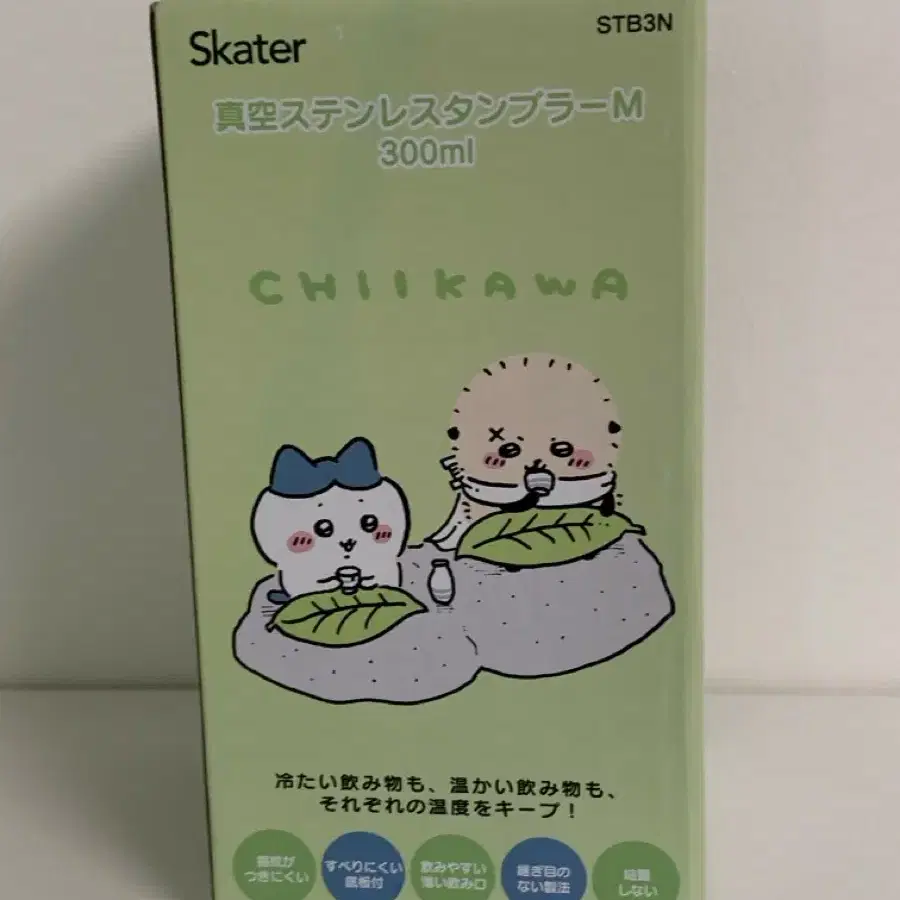 Skater
STB3N
真空ステンレスタンブラーM
300ml
CHIIKAWA
冷たい飲み物も、温かい飲み物も、
それぞれの温度をキープ！
つきにくい
すべりにくい
底板付
飲みやすい
薄い飲み口
継ぎ目の
ない製法
結露
しない